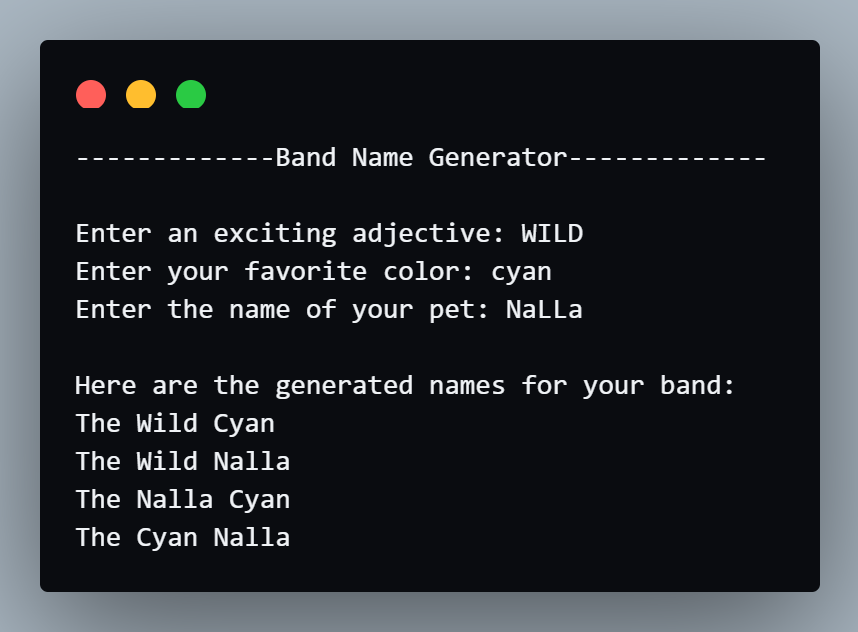 -------------Band Name Generator-------------
Enter an exciting adjective: WILD
Enter your favorite color: cyan
Enter the name of your pet: NaLLa
Here are the generated names for your band:
The Wild Cyan
The Wild Nalla
The Nalla Cyan
The Cyan Nalla